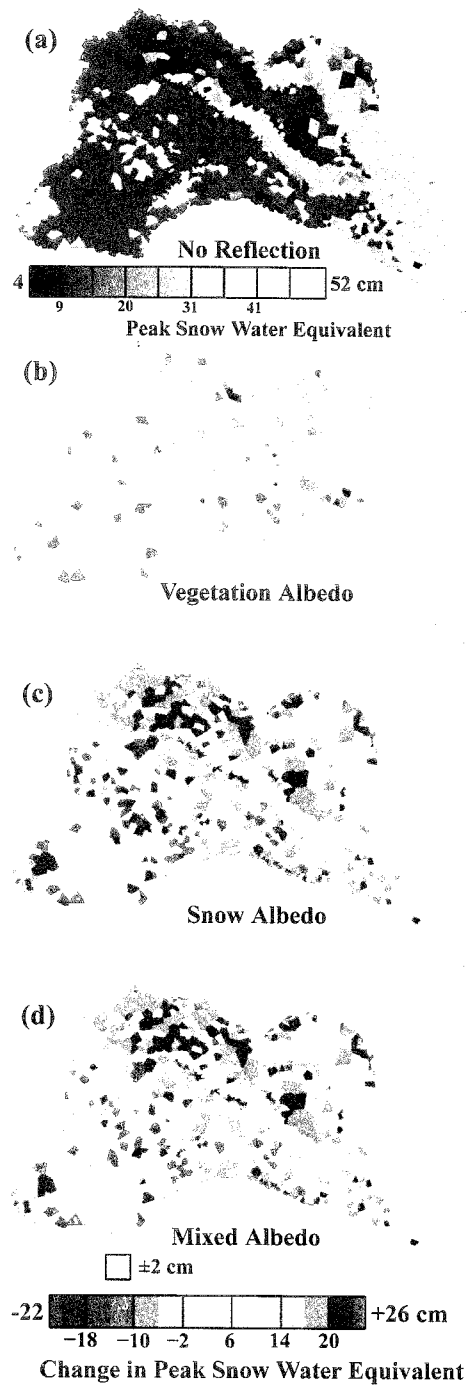 (a)
No Reflection
4 52 cm
9 20 31 41
Peak Snow Water Equivalent
(b)
Vegetation Albedo
(c)
Snow Albedo
(d)
Mixed Albedo
±2 cm
-22 +26 cm
−18 −10 −2 6 14 20
Change in Peak Snow Water Equivalent